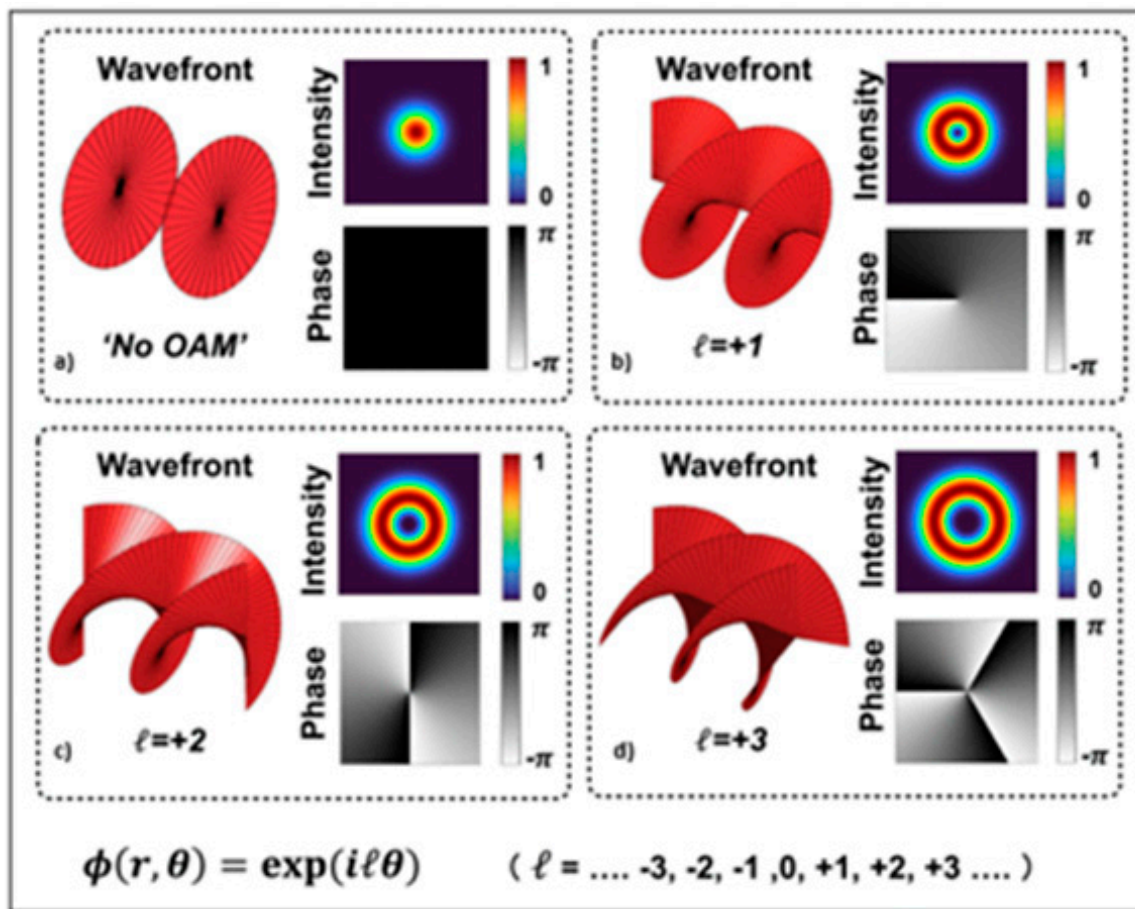 Wavefront
Intensity
1
0
Phase
π
-π
'No OAM'
a)
Wavefront
Intensity
1
0
Phase
π
-π
ℓ=+1
b)
Wavefront
Intensity
1
0
Phase
π
-π
ℓ=+2
c)
Wavefront
Intensity
1
0
Phase
π
-π
ℓ=+3
d)
ϕ(r, θ) = exp(iℓθ) ( ℓ = .... -3, -2, -1 ,0, +1, +2, +3 .... )